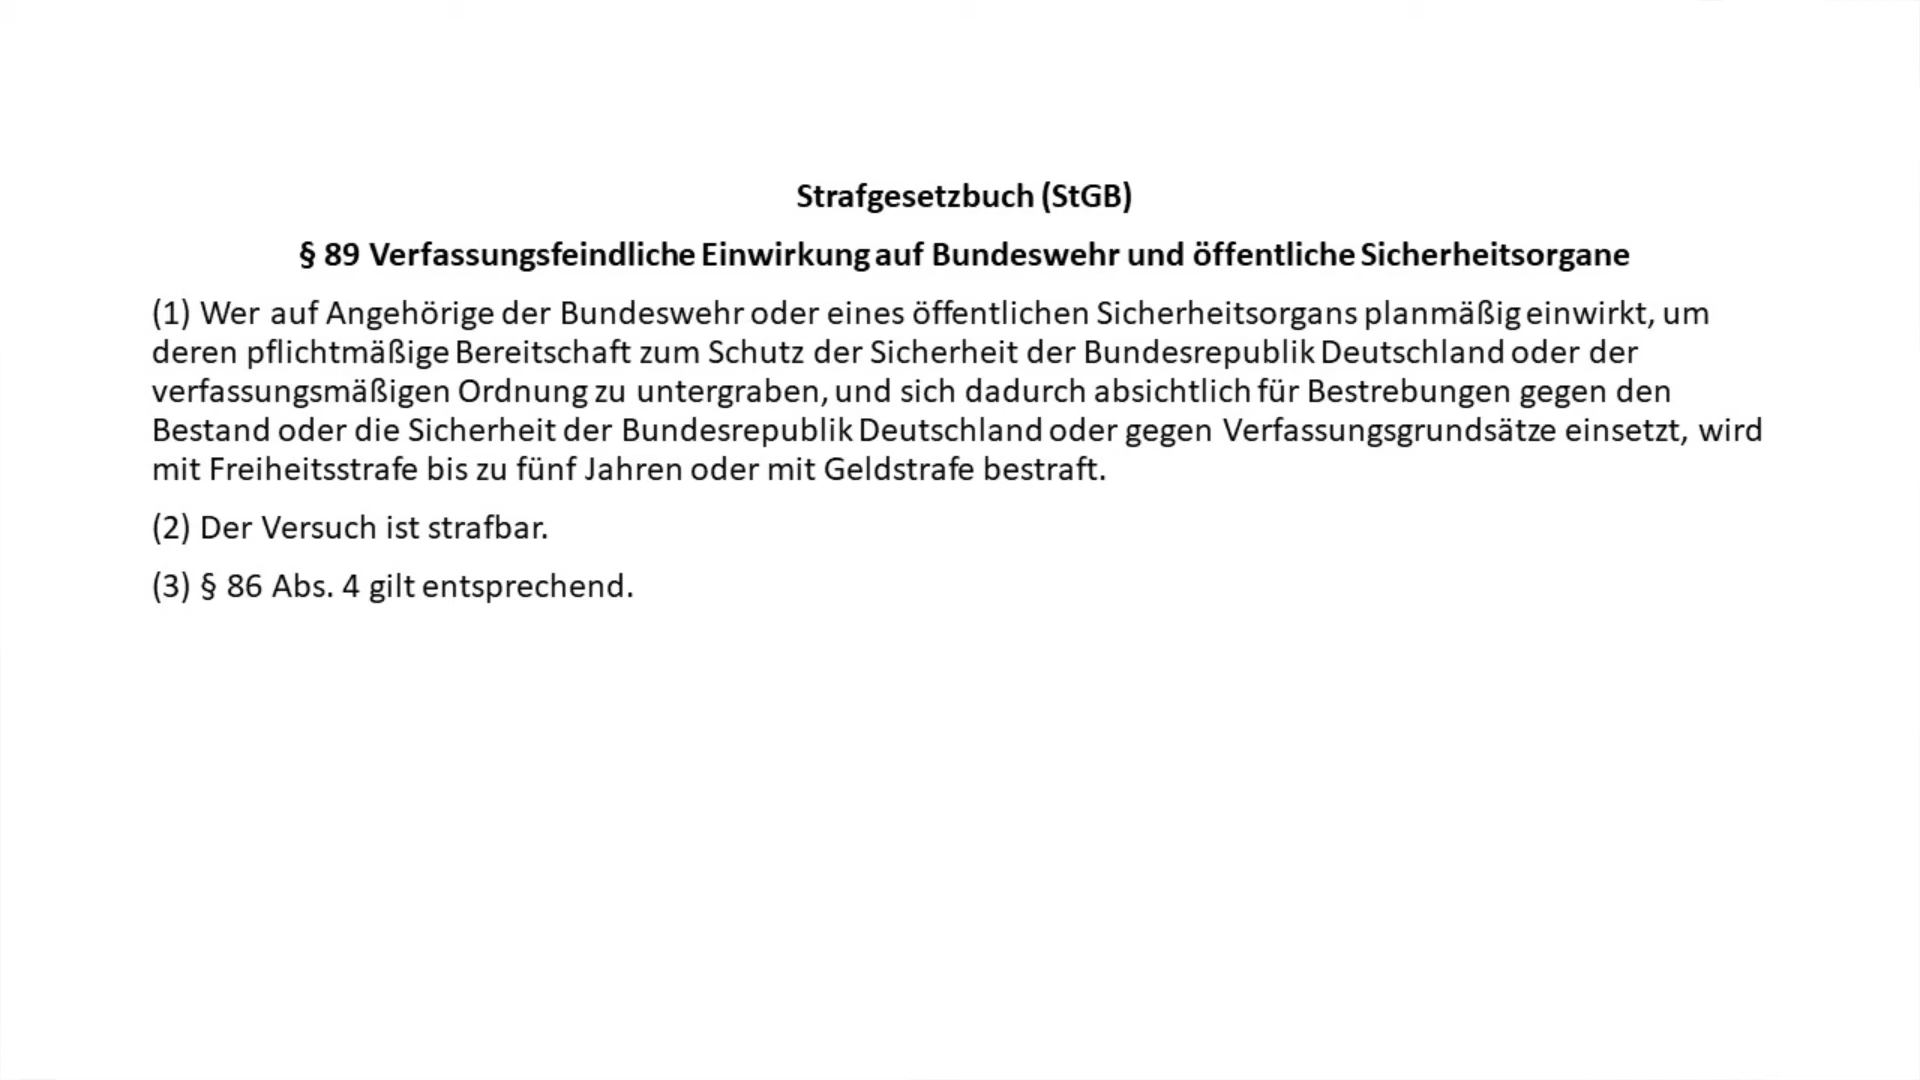 Strafgesetzbuch (StGB)
§ 89 Verfassungsfeindliche Einwirkung auf Bundeswehr und öffentliche Sicherheitsorgane
(1) Wer auf Angehörige der Bundeswehr oder eines öffentlichen Sicherheitsorgans planmäßig einwirkt, um
deren pflichtmäßige Bereitschaft zum Schutz der Sicherheit der Bundesrepublik Deutschland oder der
verfassungsmäßigen Ordnung zu untergraben, und sich dadurch absichtlich für Bestrebungen gegen den
Bestand oder die Sicherheit der Bundesrepublik Deutschland oder gegen Verfassungsgrundsätze einsetzt, wird
mit Freiheitsstrafe bis zu fünf Jahren oder mit Geldstrafe bestraft.
(2) Der Versuch ist strafbar.
(3) § 86 Abs. 4 gilt entsprechend.